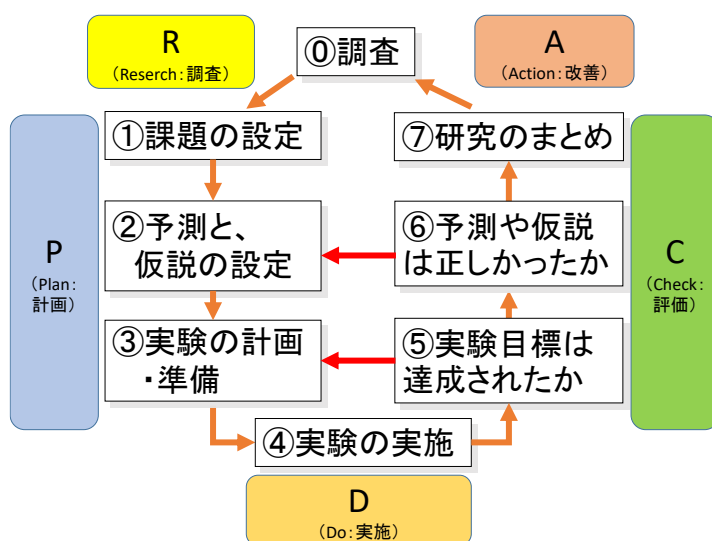 R
(Reserch:調査)
⓪調査
A
(Action:改善)
①課題の設定
⑦研究のまとめ
P
(Plan:
計画)
②予測と、
仮説の設定
⑥予測や仮説
は正しかったか
C
(Check:
評価)
③実験の計画
・準備
⑤実験目標は
達成されたか
④実験の実施
D
(Do:実施)